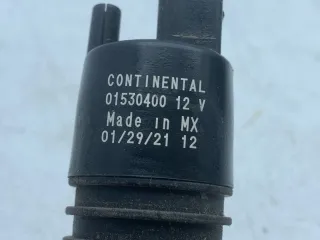 CONTINENTAL
01530400 12 V
Made in MX
01/29/21 12